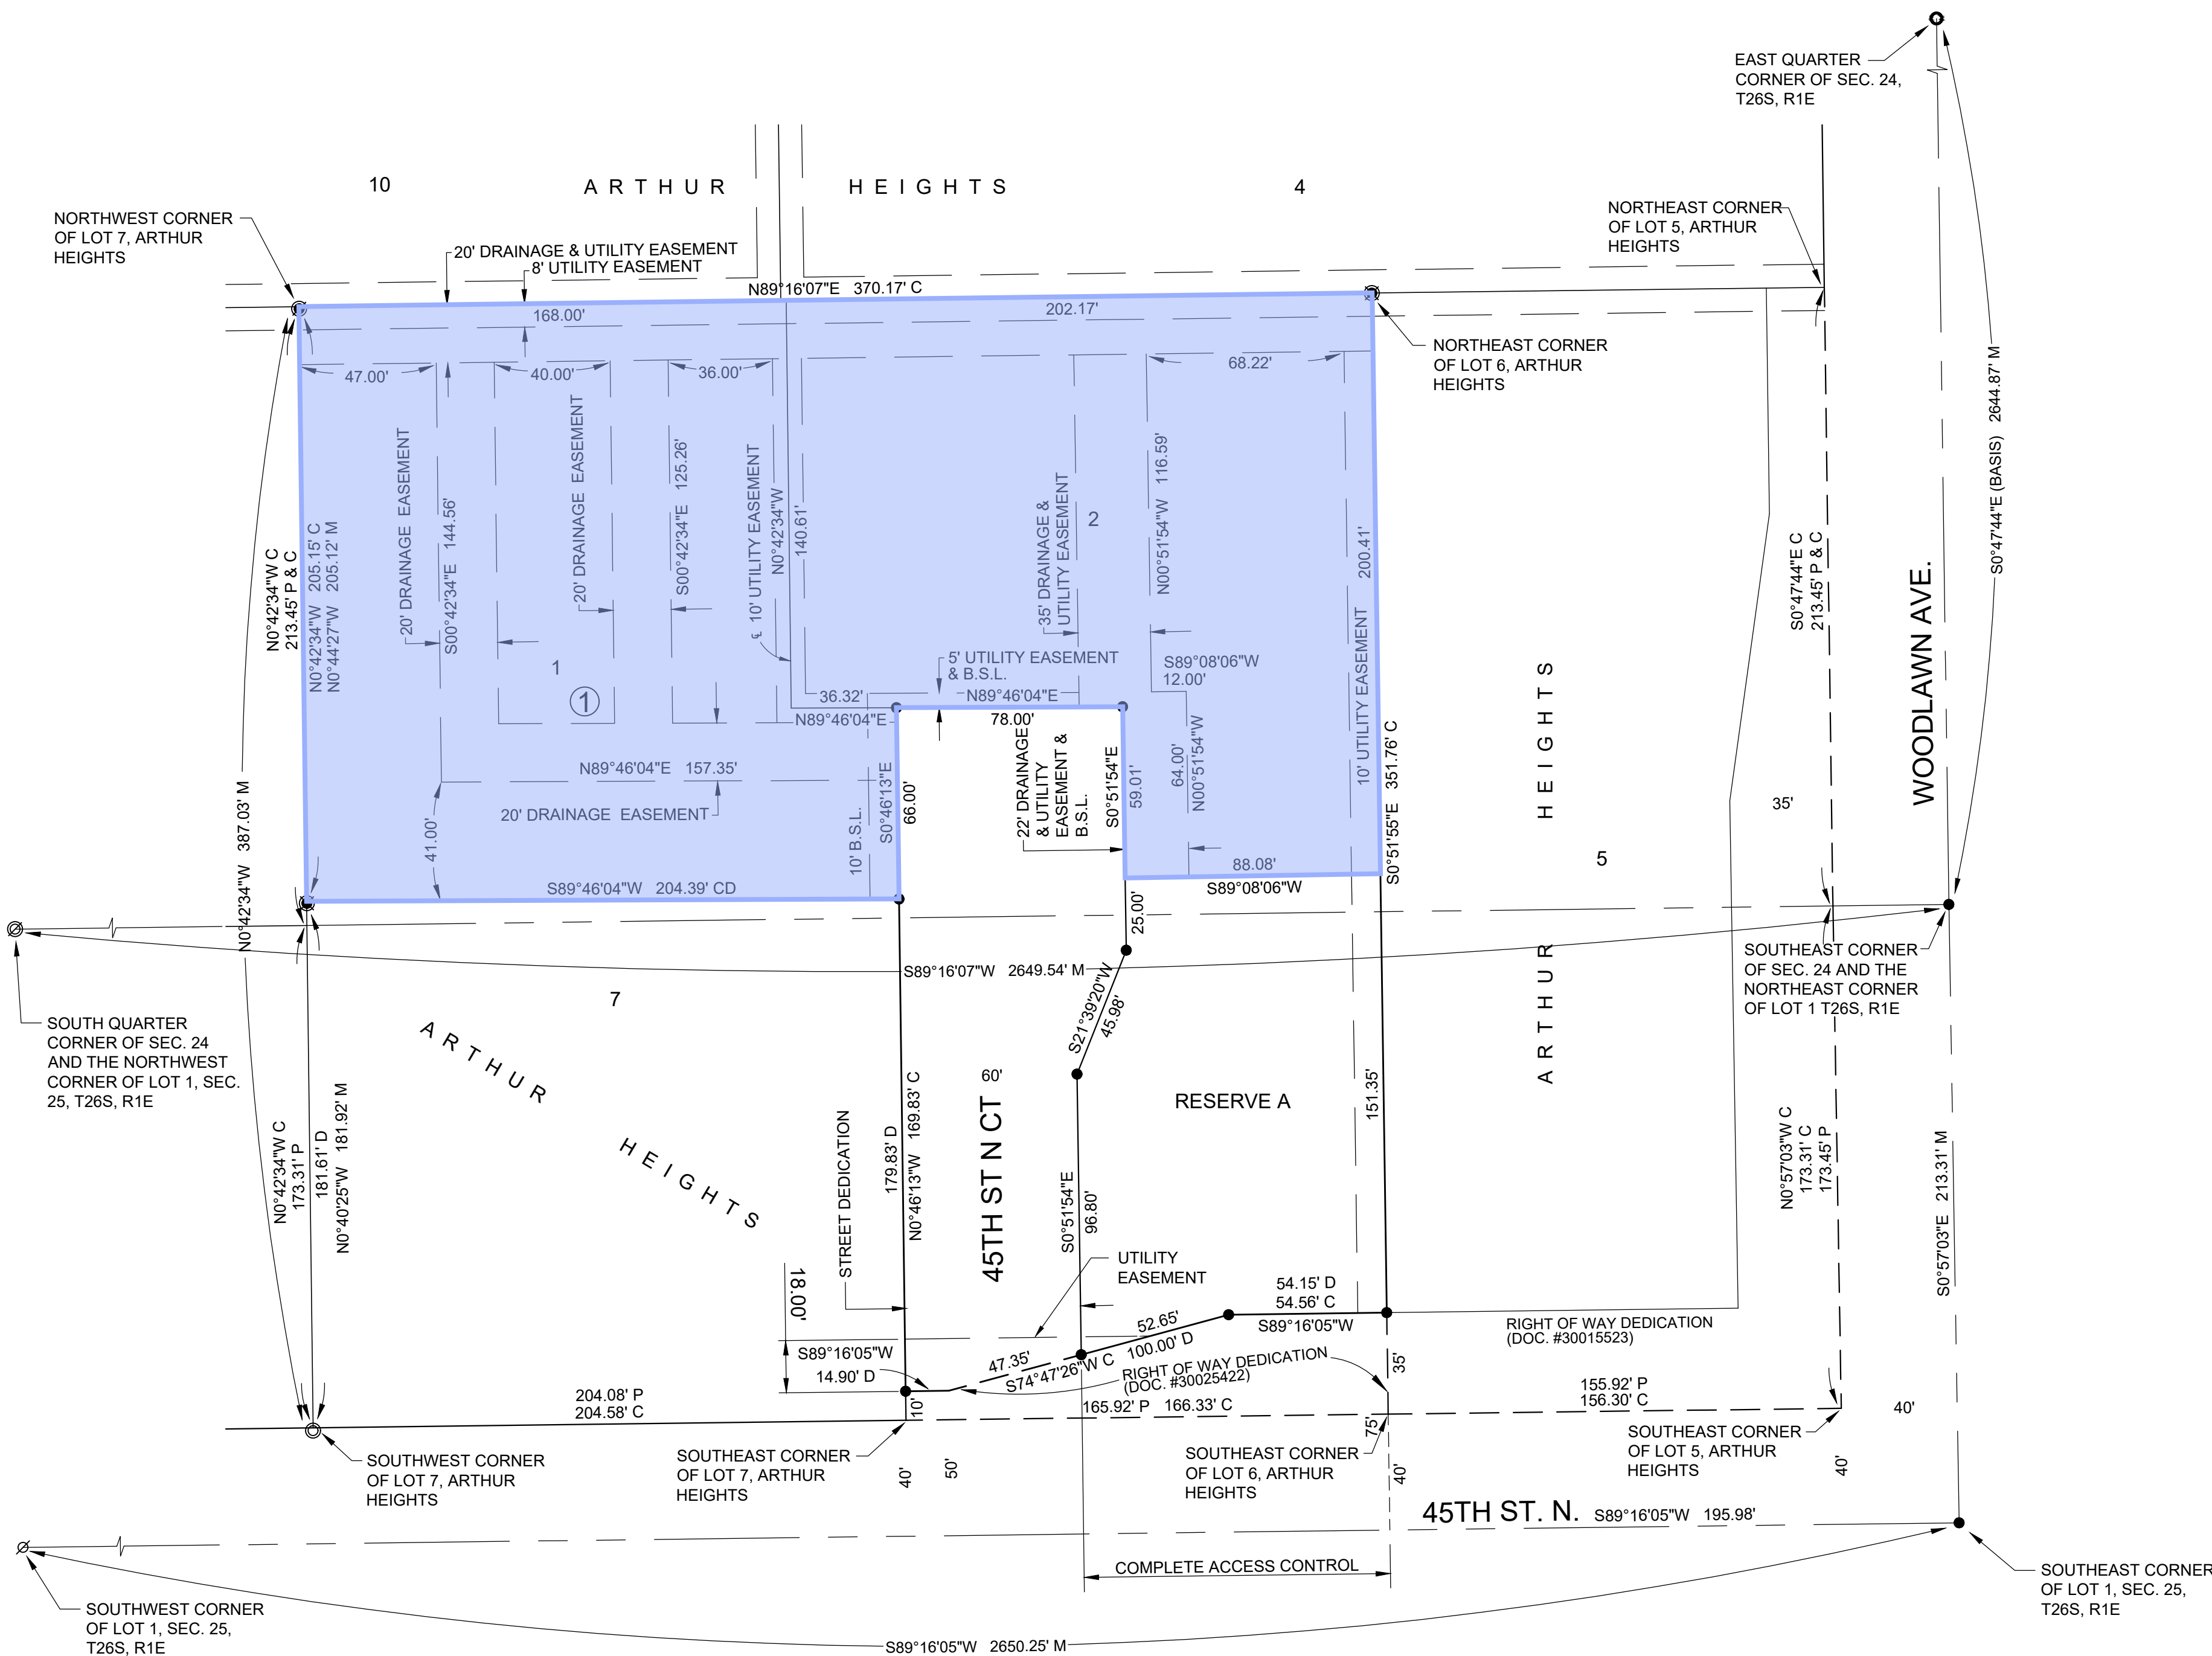 EAST QUARTER
CORNER OF SEC. 24,
T26S, R1E
10
ARTHUR HEIGHTS
4
NORTHWEST CORNER
OF LOT 7, ARTHUR
HEIGHTS
NORTHEAST CORNER
OF LOT 5, ARTHUR
HEIGHTS
20' DRAINAGE & UTILITY EASEMENT
8' UTILITY EASEMENT
N89°16'07"E 370.17' C
168.00'
202.17'
NORTHEAST CORNER
OF LOT 6, ARTHUR
HEIGHTS
47.00'
40.00'
36.00'
68.22'
S0°47'44"E (BASIS) 2644.87' M
N0°42'34"W C
213.45' P & C
N0°42'34"W 205.15' C
N0°44'27"W 205.12' M
20' DRAINAGE EASEMENT
S00°42'34"E 144.56'
20' DRAINAGE EASEMENT
S00°42'34"E 125.26'
℄ 10' UTILITY EASEMENT
N0°42'34"W
140.61'
35' DRAINAGE &
UTILITY EASEMENT
2
N00°51'54"W 116.59'
200.41'
10' UTILITY EASEMENT
S0°47'44"E C
213.45' P & C
WOODLAWN AVE.
1
1
5' UTILITY EASEMENT
& B.S.L.
36.32'
N89°46'04"E
N89°46'04"E
78.00'
S89°08'06"W
12.00'
64.00'
N00°51'54"W
N89°46'04"E 157.35'
20' DRAINAGE EASEMENT
41.00'
10' B.S.L.
S0°46'13"E
66.00'
22' DRAINAGE
& UTILITY
EASEMENT &
B.S.L.
S0°51'54"E
59.01'
S0°51'55"E 351.76' C
35'
ARTHUR HEIGHTS
5
88.08'
S89°08'06"W
S89°46'04"W 204.39' CD
N0°42'34"W 387.03' M
25.00'
S89°16'07"W 2649.54' M
SOUTHEAST CORNER
OF SEC. 24 AND THE
NORTHEAST CORNER
OF LOT 1 T26S, R1E
7
ARTHUR
HEIGHTS
SOUTH QUARTER
CORNER OF SEC. 24
AND THE NORTHWEST
CORNER OF LOT 1, SEC.
25, T26S, R1E
S21°39'20"W
45.98'
60'
45TH ST N CT
RESERVE A
151.35'
N0°42'34"W C
173.31' P
181.61' D
N0°40'25"W 181.92' M
STREET DEDICATION
179.83' D
N0°46'13"W 169.83' C
S0°51'54"E
96.80'
N0°57'03"W C
173.31' C
173.45' P
S0°57'03"E 213.31' M
UTILITY
EASEMENT
18.00'
54.15' D
54.56' C
S89°16'05"W
52.65'
100.00' D
47.35'
S74°47'26"W C
RIGHT OF WAY DEDICATION
(DOC. #30015523)
S89°16'05"W
14.90' D
RIGHT OF WAY DEDICATION
(DOC. #30025422)
35'
204.08' P
204.58' C
10'
165.92' P 166.33' C
75'
155.92' P
156.30' C
40'
SOUTHWEST CORNER
OF LOT 7, ARTHUR
HEIGHTS
SOUTHEAST CORNER
OF LOT 7, ARTHUR
HEIGHTS
40'
50'
SOUTHEAST CORNER
OF LOT 6, ARTHUR
HEIGHTS
40'
SOUTHEAST CORNER
OF LOT 5, ARTHUR
HEIGHTS
40'
45TH ST. N.
S89°16'05"W 195.98'
COMPLETE ACCESS CONTROL
SOUTHWEST CORNER
OF LOT 1, SEC. 25,
T26S, R1E
SOUTHEAST CORNER
OF LOT 1, SEC. 25,
T26S, R1E
S89°16'05"W 2650.25' M